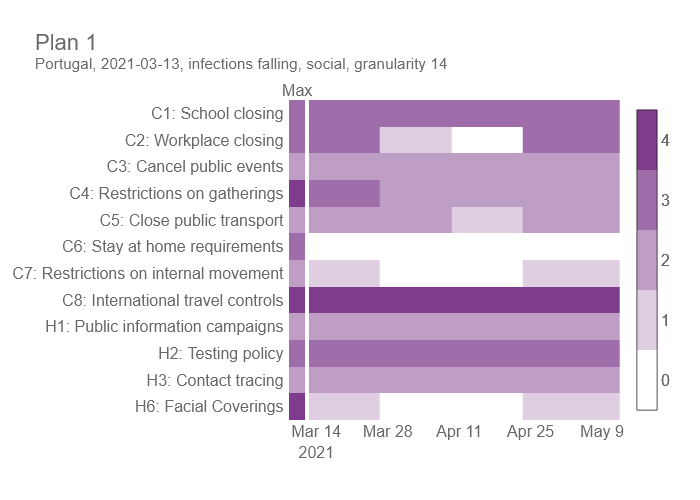 Plan 1
Portugal, 2021-03-13, infections falling, social, granularity 14
Max
C1: School closing
C2: Workplace closing
C3: Cancel public events
C4: Restrictions on gatherings
C5: Close public transport
C6: Stay at home requirements
C7: Restrictions on internal movement
C8: International travel controls
H1: Public information campaigns
H2: Testing policy
H3: Contact tracing
H6: Facial Coverings
Mar 14 Mar 28 Apr 11 Apr 25 May 9
2021
4
3
2
1
0